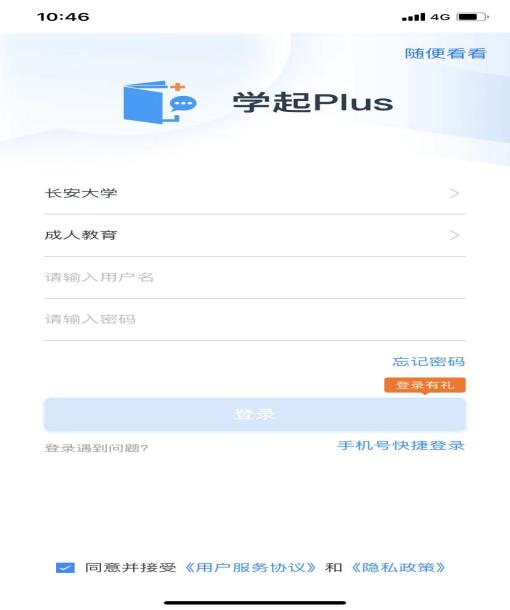 10:46 4G
随便看看
学起Plus
长安大学
成人教育
请输入用户名
请输入密码
忘记密码
登录有礼
登录
登录遇到问题? 手机号快捷登录
同意并接受《用户服务协议》和《隐私政策》